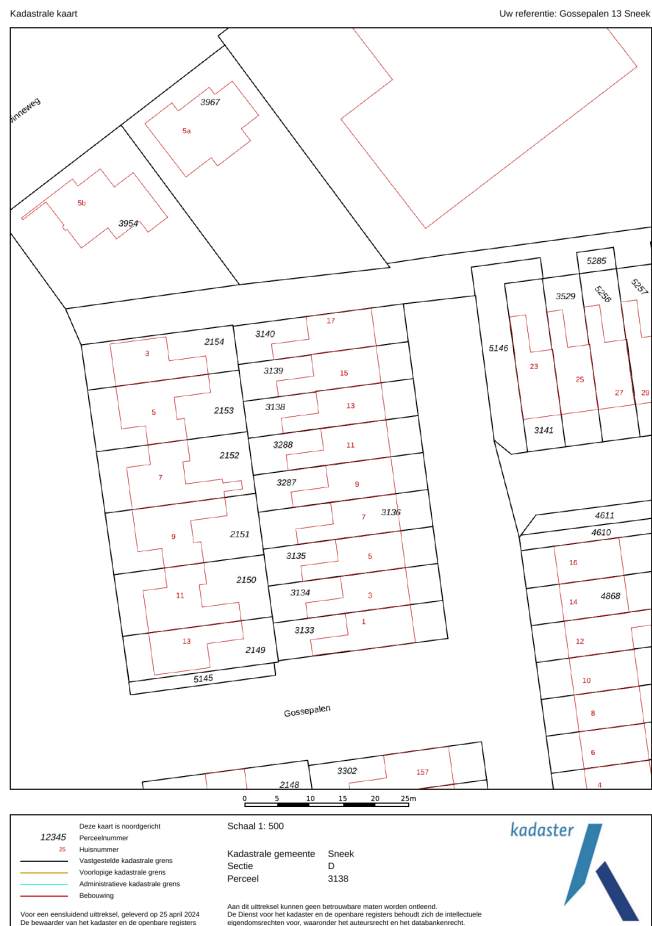 Kadastrale kaart
Uw referentie: Gossepalen 13 Sneek
3967
5a
5b
3954
5285
3529
5256
5257
5146
23
25
27
29
3141
2154
3140
17
3
3139
15
3138
13
5
2153
3288
11
2152
3287
9
7
3136
7
2151
9
3135
5
2150
3134
3
11
3133
1
13
2149
5145
4611
4610
16
14
4868
12
10
8
6
4
Gossepalen
3302
157
2148
0 5 10 15 20 25m
Deze kaart is noordgericht
12345 Perceelnummer
25 Huisnummer
Vastgestelde kadastrale grens
Voorlopige kadastrale grens
Administratieve kadastrale grens
Bebouwing
Voor een eensluidend uittreksel, geleverd op 25 april 2024
De bewaarder van het kadaster en de openbare registers
Schaal 1: 500
Kadastrale gemeente Sneek
Sectie D
Perceel 3138
Aan dit uittreksel kunnen geen betrouwbare maten worden ontleend.
De Dienst voor het kadaster en de openbare registers behoudt zich de intellectuele
eigendomsrechten voor, waaronder het auteursrecht en het databankenrecht.
kadaster